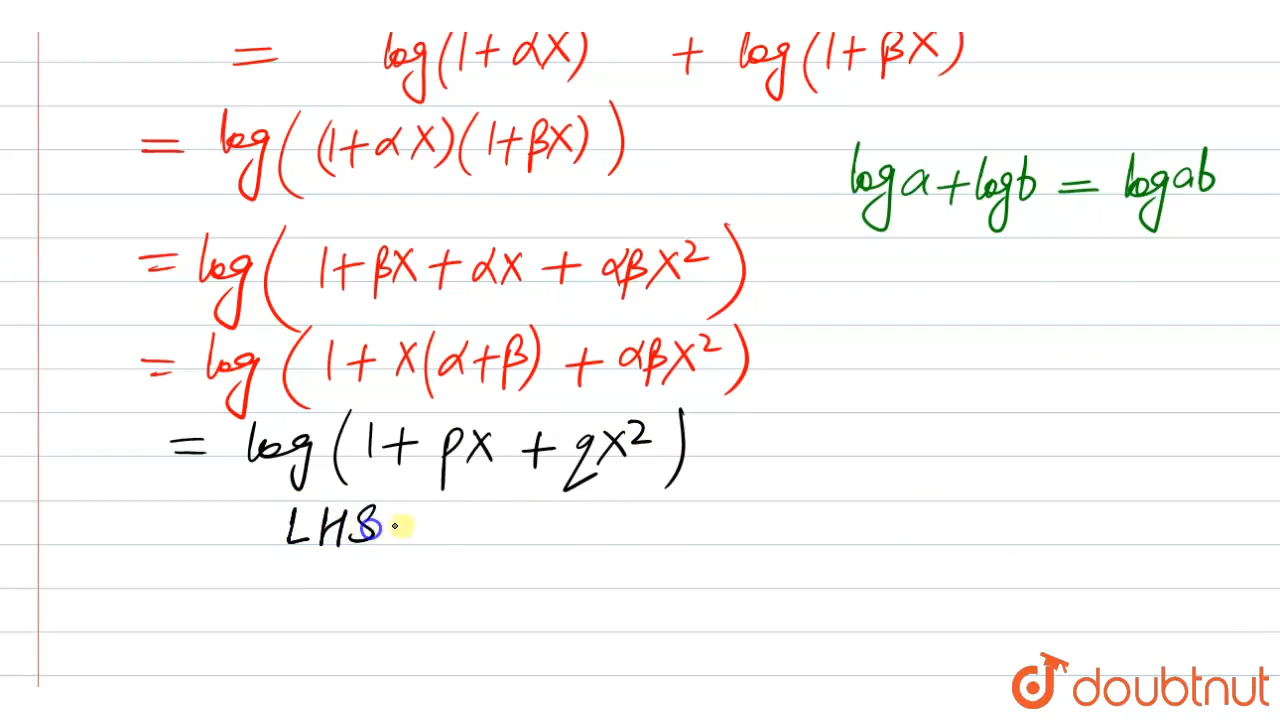 = log(1+αx) + log(1+βx)
= log((1+αx)(1+βx))
log a + log b = log ab
= log(1+βx+αx+αβx²)
= log(1+x(α+β)+αβx²)
= log(1+px+qx²)
LHS
doubtnut